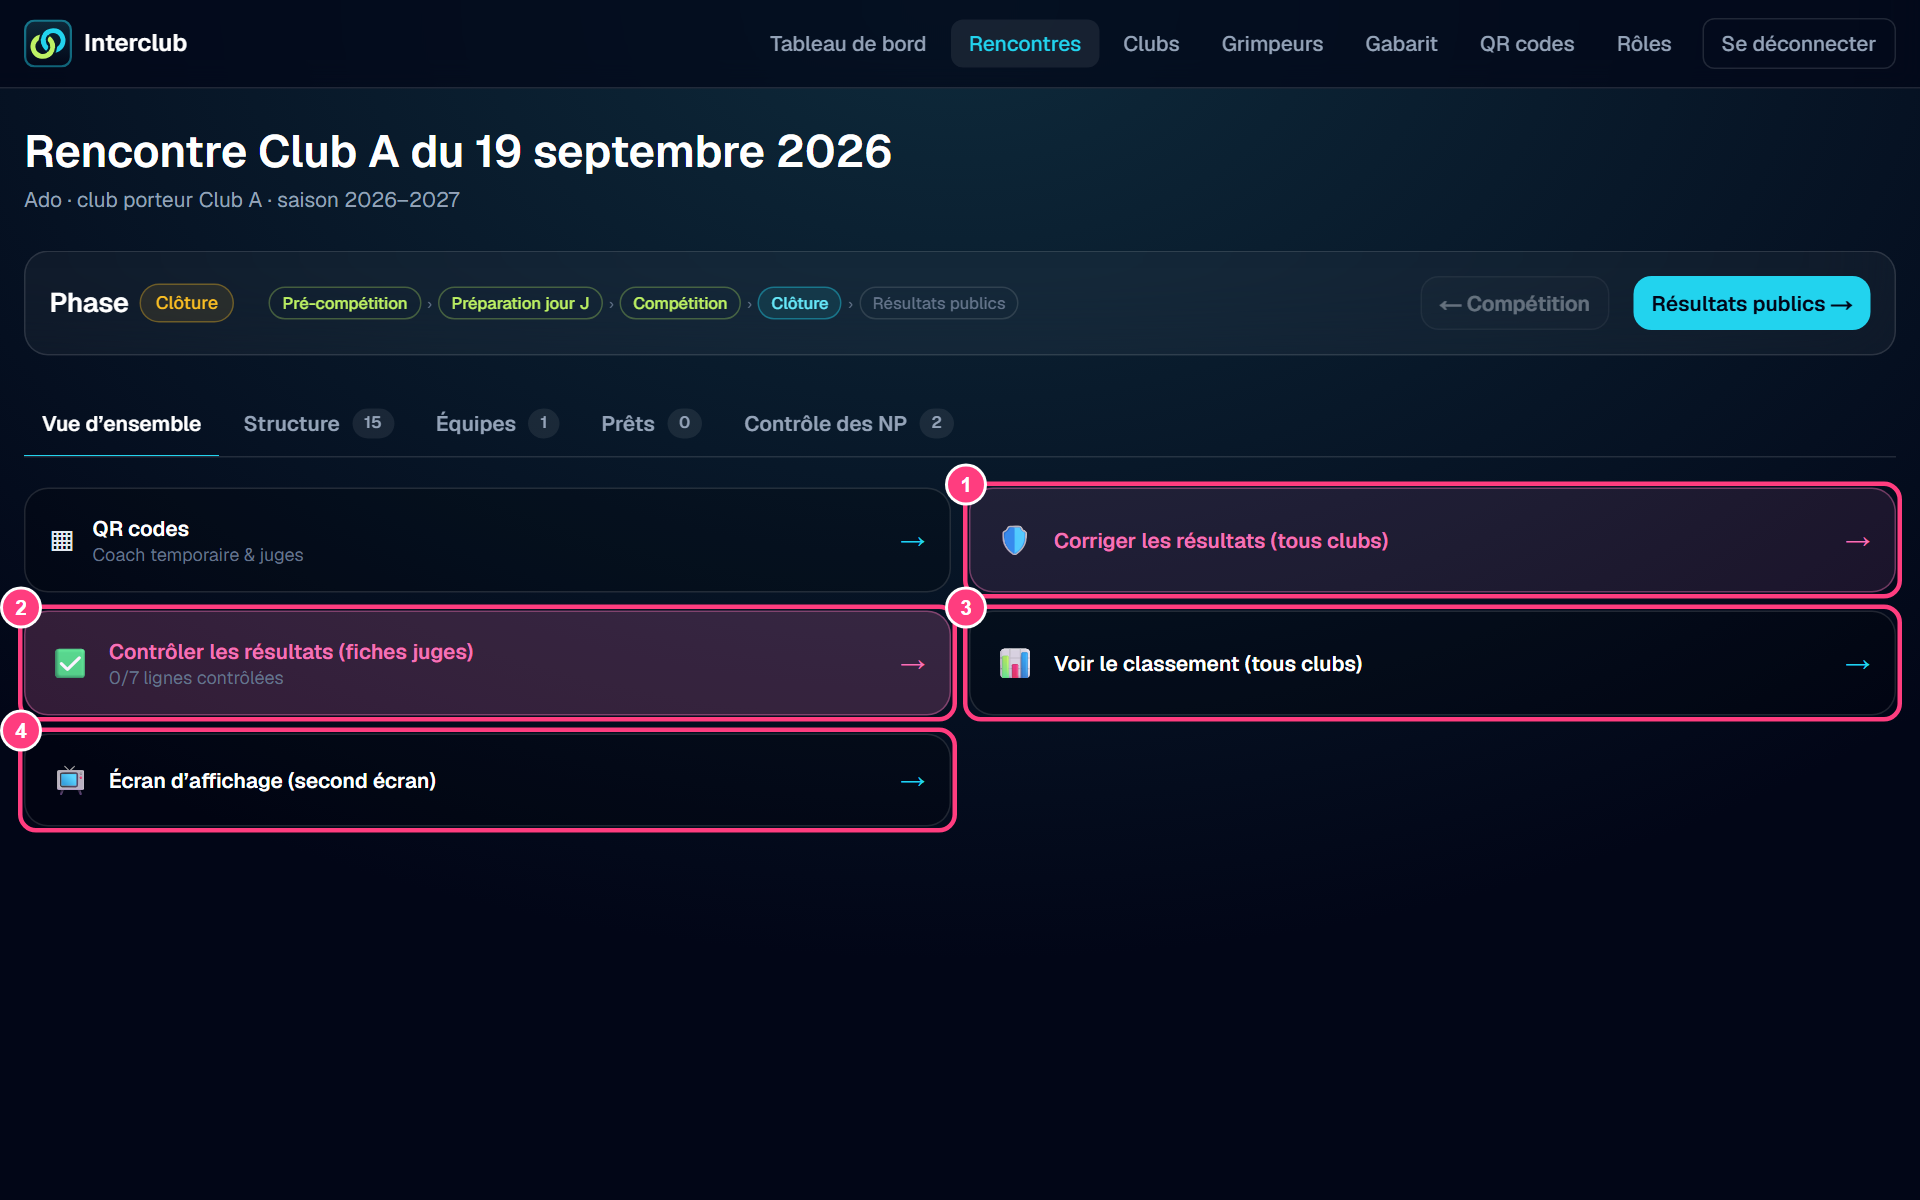 Interclub
Tableau de bord
Rencontres
Clubs
Grimpeurs
Gabarit
QR codes
Rôles
Se déconnecter
Rencontre Club A du 19 septembre 2026
Ado · club porteur Club A · saison 2026–2027
Phase
Clôture
Pré-compétition › Préparation jour J › Compétition › Clôture › Résultats publics
← Compétition
Résultats publics →
Vue d’ensemble
Structure 15
Équipes 1
Prêts 0
Contrôle des NP 2
QR codes
Coach temporaire & juges
→
1
Corriger les résultats (tous clubs)
→
2
Contrôler les résultats (fiches juges)
0/7 lignes contrôlées
→
3
Voir le classement (tous clubs)
→
4
Écran d’affichage (second écran)
→